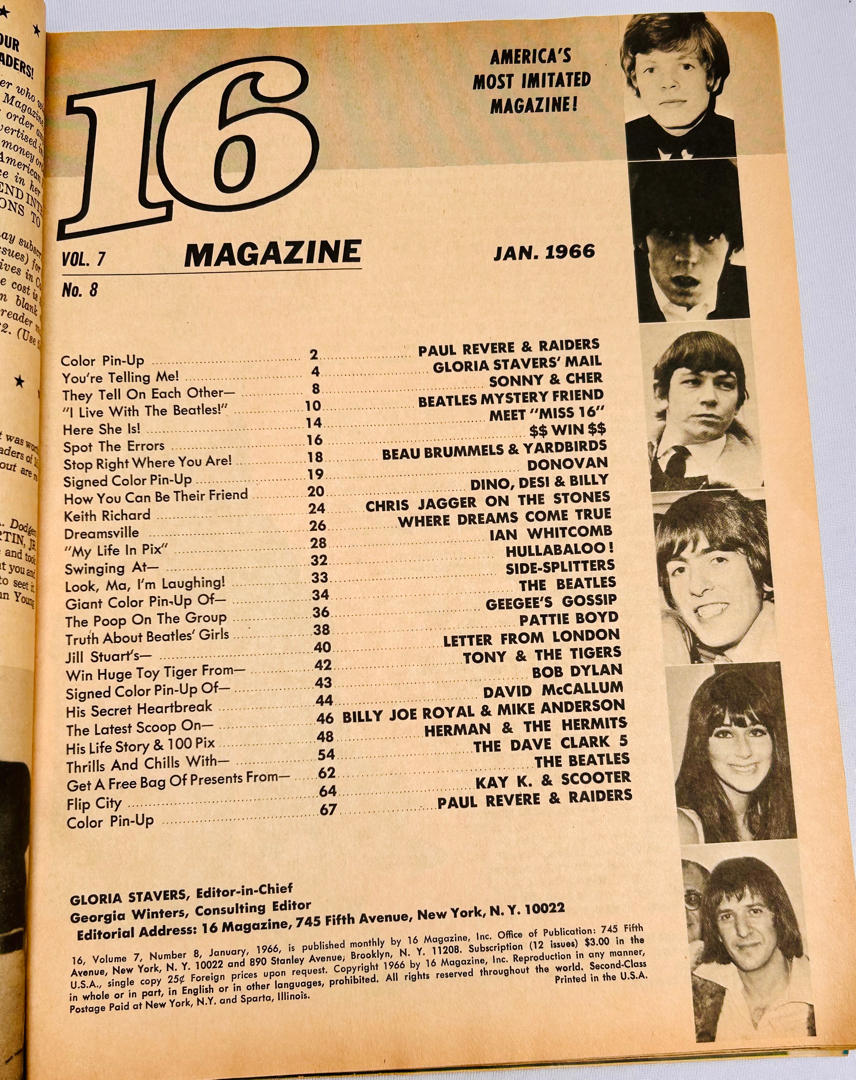 16
AMERICA'S
MOST IMITATED
MAGAZINE!
VOL. 7 MAGAZINE JAN. 1966
No. 8
Color Pin-Up 2 PAUL REVERE & RAIDERS
You're Telling Me! 4 GLORIA STAVERS' MAIL
They Tell On Each Other— 8 SONNY & CHER
"I Live With The Beatles!" 10 BEATLES MYSTERY FRIEND
Here She Is! 14 MEET "MISS 16"
Spot The Errors 16 $$ WIN $$
Stop Right Where You Are! 18 BEAU BRUMMELS & YARDBIRDS
Signed Color Pin-Up 19 DONOVAN
How You Can Be Their Friend 20 DINO, DESI & BILLY
Keith Richard 24 CHRIS JAGGER ON THE STONES
Dreamsville 26 WHERE DREAMS COME TRUE
"My Life In Pix" 28 IAN WHITCOMB
Swinging At— 32 HULLABALOO!
Look, Ma, I'm Laughing! 33 SIDE-SPLITTERS
Giant Color Pin-Up Of— 34 THE BEATLES
The Poop On The Group 36 GEEGEE'S GOSSIP
Truth About Beatles' Girls 38 PATTIE BOYD
Jill Stuart's— 40 LETTER FROM LONDON
Win Huge Toy Tiger From— 42 TONY & THE TIGERS
Signed Color Pin-Up Of— 43 BOB DYLAN
His Secret Heartbreak 44 DAVID McCALLUM
The Latest Scoop On— 46 BILLY JOE ROYAL & MIKE ANDERSON
His Life Story & 100 Pix 48 HERMAN & THE HERMITS
Thrills And Chills With— 54 THE DAVE CLARK 5
Get A Free Bag Of Presents From— 62 THE BEATLES
Flip City 64 KAY K. & SCOOTER
Color Pin-Up 67 PAUL REVERE & RAIDERS
GLORIA STAVERS, Editor-in-Chief
Georgia Winters, Consulting Editor
Editorial Address: 16 Magazine, 745 Fifth Avenue, New York, N. Y. 10022
16, Volume 7, Number 8, January, 1966, is published monthly by 16 Magazine, Inc. Office of Publication: 745 Fifth
Avenue, New York, N. Y. 10022 and 890 Stanley Avenue; Brooklyn, N. Y. 11208. Subscription (12 issues) $3.00 in the
U.S.A., single copy 25¢ Foreign prices upon request. Copyright 1966 by 16 Magazine, Inc. Reproduction in any manner,
in whole or in part, in English or in other languages, prohibited. All rights reserved throughout the world. Second-Class
Postage Paid at New York, N.Y. and Sparta, Illinois. Printed in the U.S.A.